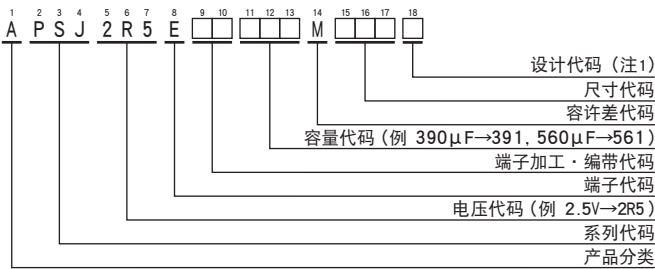 1 2 3 4 5 6 7 8 9 10 11 12 13 14 15 16 17 18
A PSJ 2R5 E □□ □□□ M □□□ □
设计代码（注1）
尺寸代码
容许差代码
容量代码（例 390μF→391, 560μF→561）
端子加工・编带代码
端子代码
电压代码（例 2.5V→2R5）
系列代码
产品分类